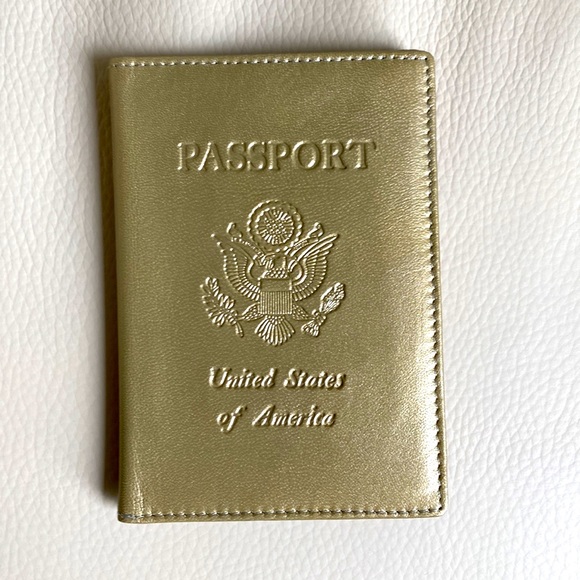 PASSPORT
United States
of America